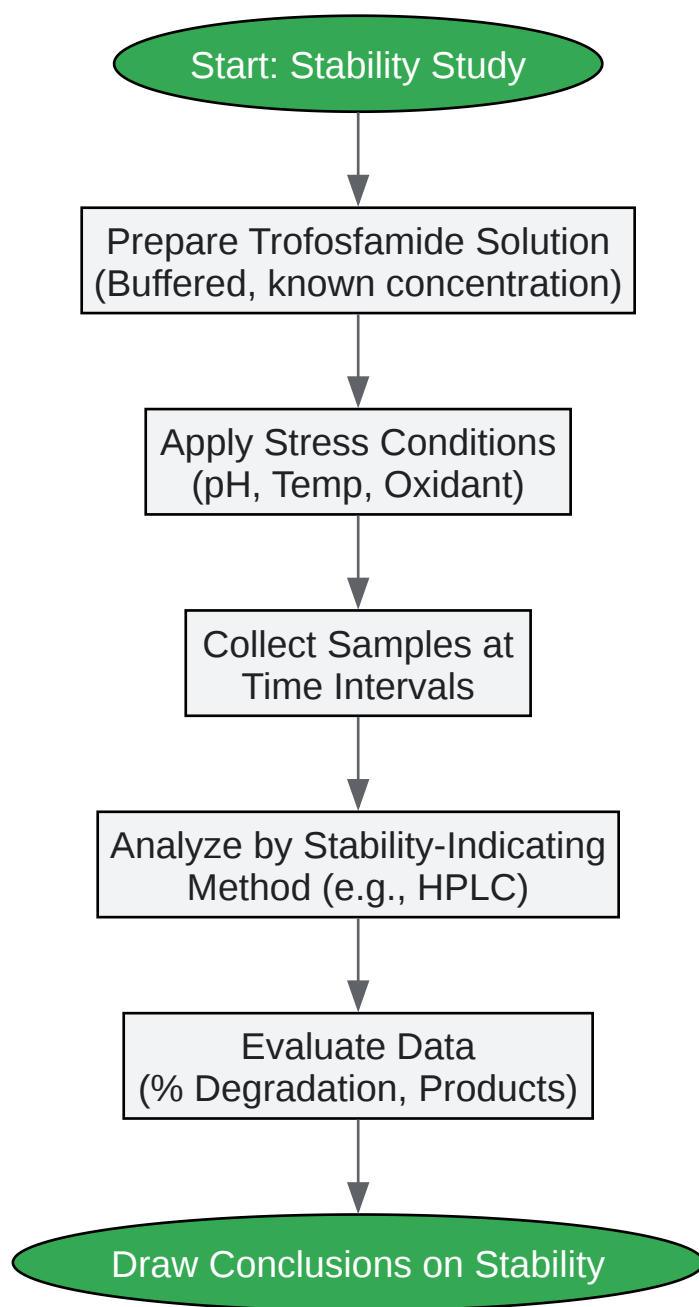 Start: Stability Study
Prepare Trofosfamide Solution
(Buffered, known concentration)
Apply Stress Conditions
(pH, Temp, Oxidant)
Collect Samples at
Time Intervals
Analyze by Stability-Indicating
Method (e.g., HPLC)
Evaluate Data
(% Degradation, Products)
Draw Conclusions on Stability